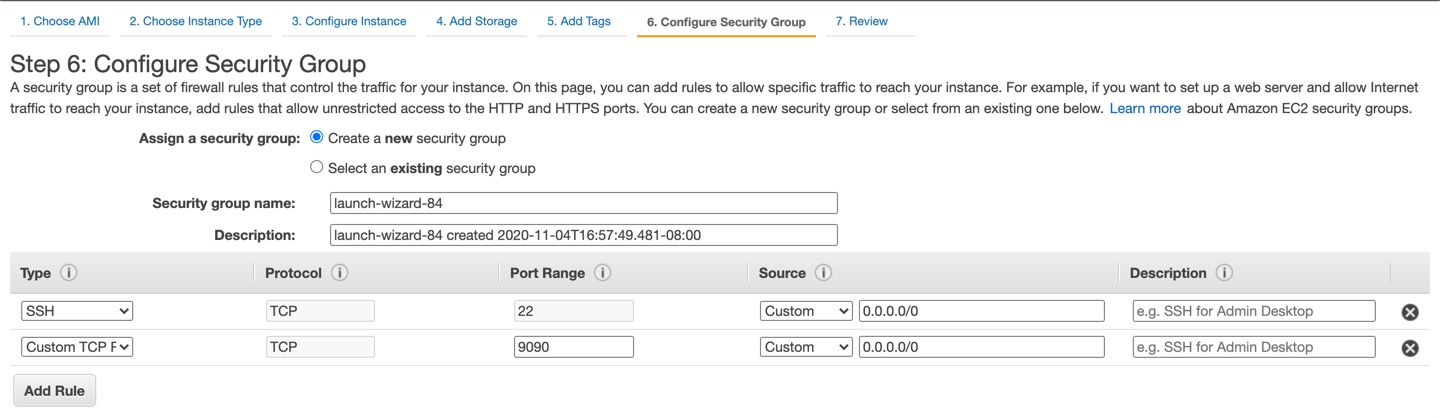 1. Choose AMI 2. Choose Instance Type 3. Configure Instance 4. Add Storage 5. Add Tags 6. Configure Security Group 7. Review
Step 6: Configure Security Group
A security group is a set of firewall rules that control the traffic for your instance. On this page, you can add rules to allow specific traffic to reach your instance. For example, if you want to set up a web server and allow Internet
traffic to reach your instance, add rules that allow unrestricted access to the HTTP and HTTPS ports. You can create a new security group or select from an existing one below. Learn more about Amazon EC2 security groups.
Assign a security group: Create a new security group
Select an existing security group
Security group name: launch-wizard-84
Description: launch-wizard-84 created 2020-11-04T16:57:49.481-08:00
Type i Protocol i Port Range i Source i Description i
SSH TCP 22 Custom 0.0.0.0/0 e.g. SSH for Admin Desktop
Custom TCP F TCP 9090 Custom 0.0.0.0/0 e.g. SSH for Admin Desktop
Add Rule